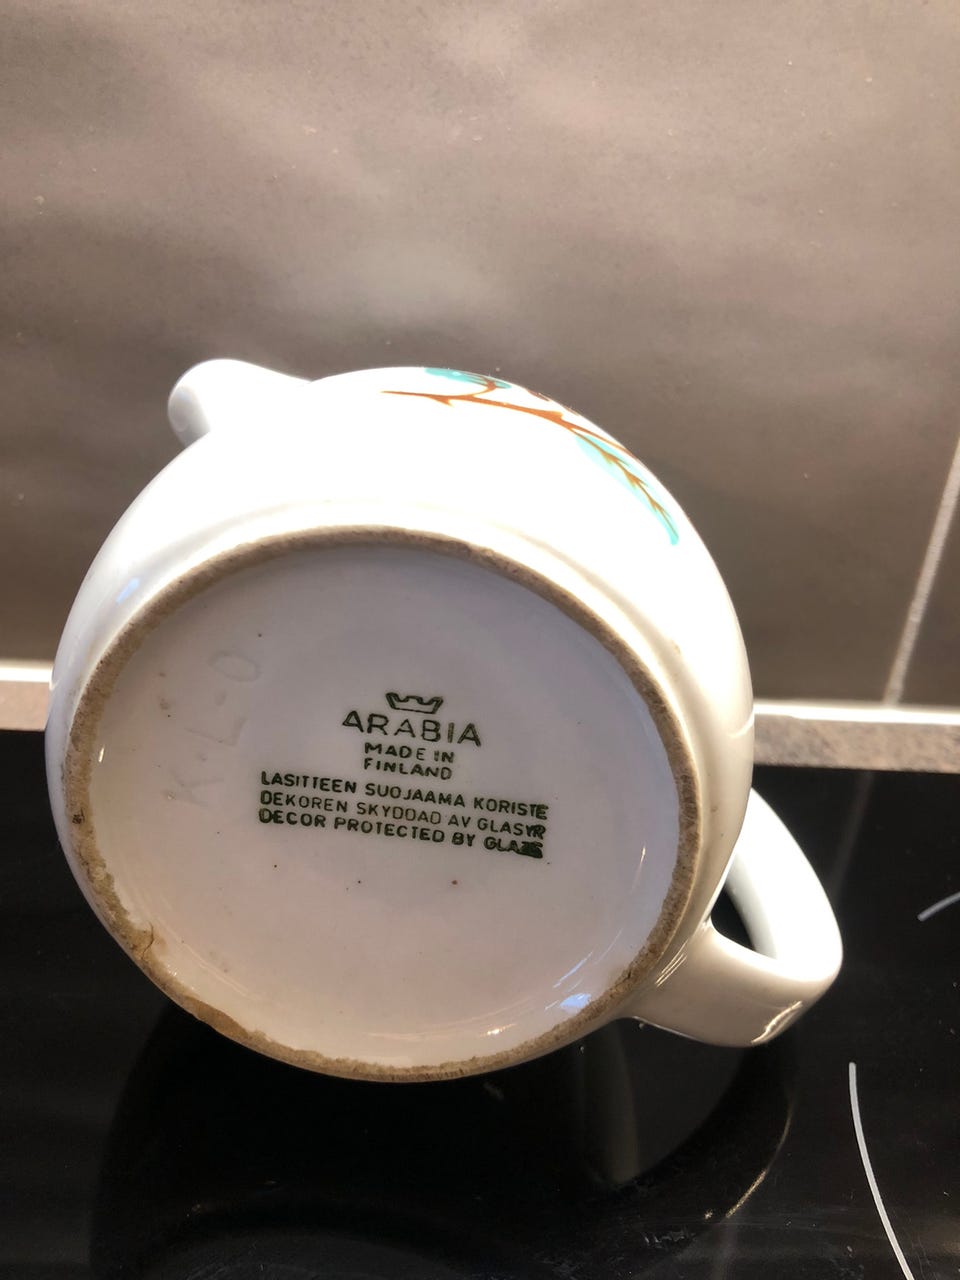 ARABIA
MADE IN
FINLAND
LASITTEEN SUOJAAMA KORISTE
DEKOREN SKYDDAD AV GLASYR
DECOR PROTECTED BY GLAZE